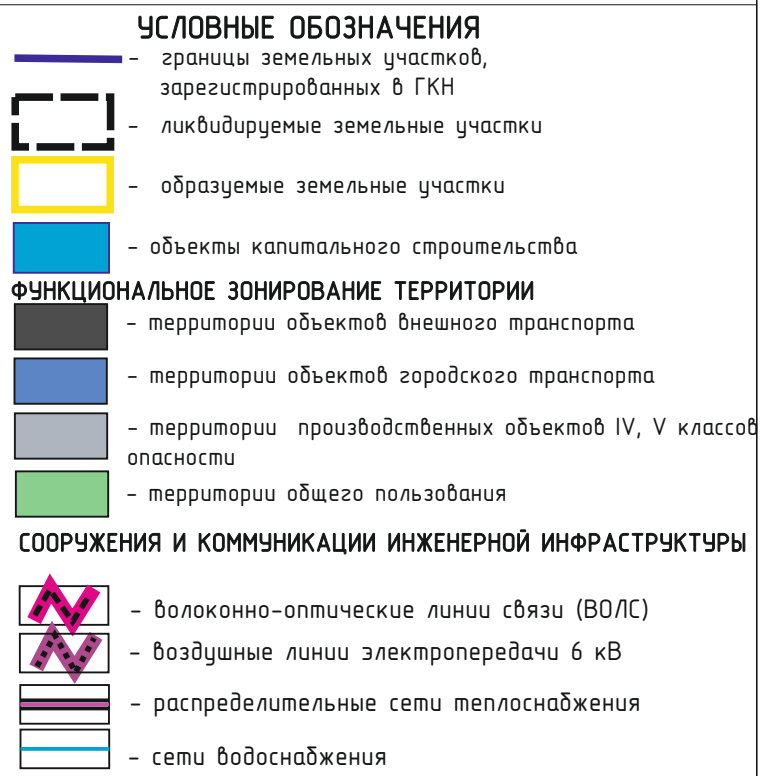 УСЛОВНЫЕ ОБОЗНАЧЕНИЯ
- границы земельных участков,
зарегистрированных в ГКН
- ликвидируемые земельные участки
- образуемые земельные участки
- объекты капитального строительства
ФУНКЦИОНАЛЬНОЕ ЗОНИРОВАНИЕ ТЕРРИТОРИИ
- территории объектов внешного транспорта
- территории объектов городского транспорта
- территории производственных объектов IV, V классов
опасности
- территории общего пользования
СООРУЖЕНИЯ И КОММУНИКАЦИИ ИНЖЕНЕРНОЙ ИНФРАСТРУКТУРЫ
- волоконно-оптические линии связи (ВОЛС)
- воздушные линии электропередачи 6 кВ
- распределительные сети теплоснабжения
- сети водоснабжения